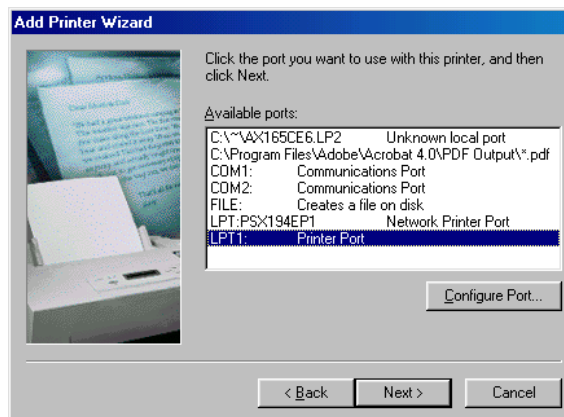 Add Printer Wizard
Click the port you want to use with this printer, and then
click Next.
Available ports:
C:\~\AX165CE6.LP2 Unknown local port
C:\Program Files\Adobe\Acrobat 4.0\PDF Output\*.pdf
COM1: Communications Port
COM2: Communications Port
FILE: Creates a file on disk
LPT:PSX194EP1 Network Printer Port
LPT1: Printer Port
Configure Port...
< Back
Next >
Cancel